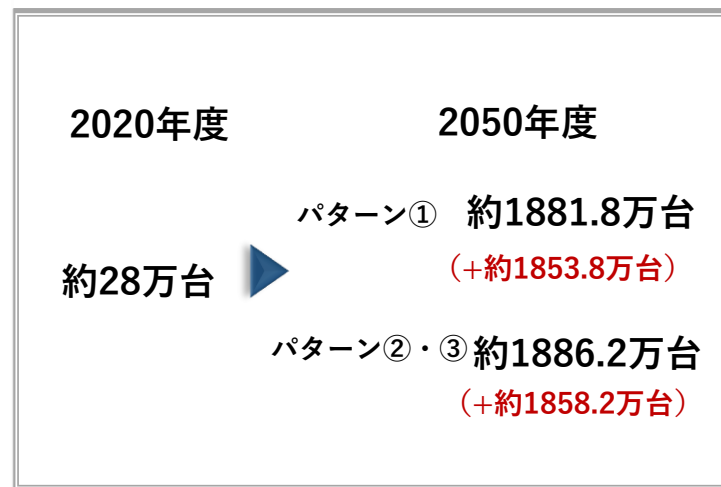 2020年度
2050年度
パターン① 約1881.8万台
（+約1853.8万台）
約28万台
パターン②・③ 約1886.2万台
（+約1858.2万台）